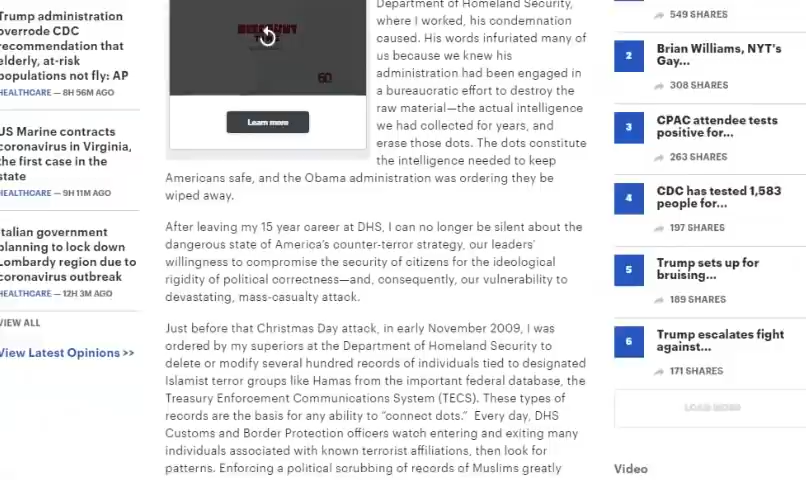 Trump administration
overrode CDC
recommendation that
elderly, at-risk
populations not fly: AP
HEALTHCARE — 8H 56M AGO
US Marine contracts
coronavirus in Virginia,
the first case in the
state
HEALTHCARE — 9H 11M AGO
Italian government
planning to lock down
Lombardy region due to
coronavirus outbreak
HEALTHCARE — 12H 3M AGO
VIEW ALL
View Latest Opinions >>
60
Learn more
Department of Homeland Security,
where I worked, his condemnation
caused. His words infuriated many of
us because we knew his
administration had been engaged in
a bureaucratic effort to destroy the
raw material—the actual intelligence
we had collected for years, and
erase those dots. The dots constitute
the intelligence needed to keep
Americans safe, and the Obama administration was ordering they be
wiped away.
After leaving my 15 year career at DHS, I can no longer be silent about the
dangerous state of America's counter-terror strategy, our leaders'
willingness to compromise the security of citizens for the ideological
rigidity of political correctness—and, consequently, our vulnerability to
devastating, mass-casualty attack.
Just before that Christmas Day attack, in early November 2009, I was
ordered by my superiors at the Department of Homeland Security to
delete or modify several hundred records of individuals tied to designated
Islamist terror groups like Hamas from the important federal database, the
Treasury Enforcement Communications System (TECS). These types of
records are the basis for any ability to "connect dots." Every day, DHS
Customs and Border Protection officers watch entering and exiting many
individuals associated with known terrorist affiliations, then look for
patterns. Enforcing a political scrubbing of records of Muslims greatly
549 SHARES
2
Brian Williams, NYT's
Gay...
308 SHARES
3
CPAC attendee tests
positive for...
263 SHARES
4
CDC has tested 1,583
people for...
197 SHARES
5
Trump sets up for
bruising...
189 SHARES
6
Trump escalates fight
against...
171 SHARES
LOAD MORE
Video